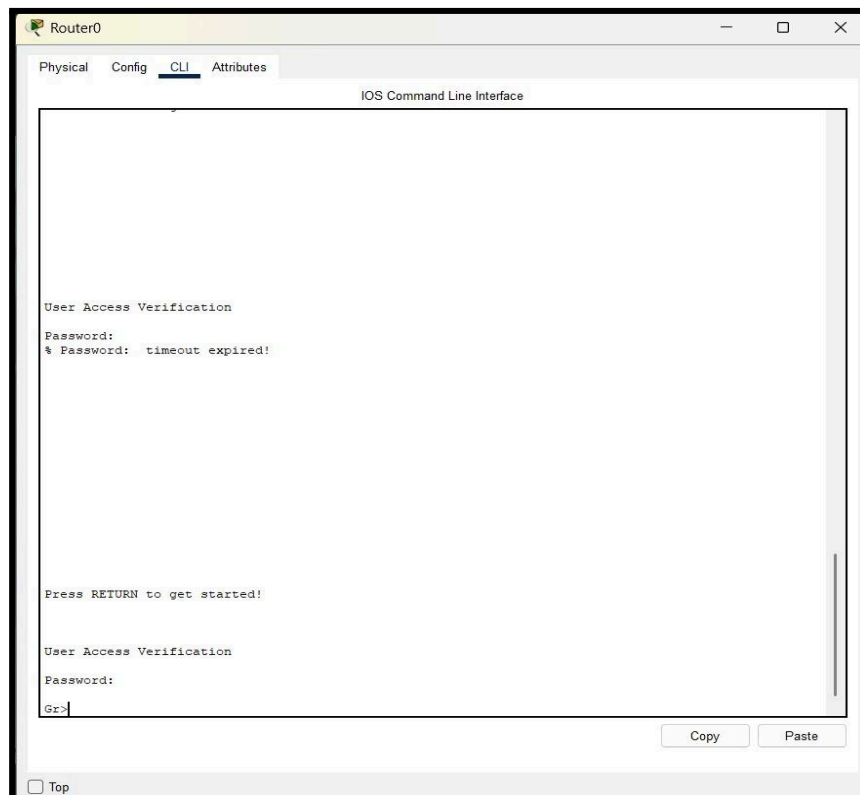 Router0
Physical Config CLI Attributes
IOS Command Line Interface
User Access Verification
Password:
% Password:  timeout expired!
Press RETURN to get started!
User Access Verification
Password:
Gr>
Copy Paste
Top